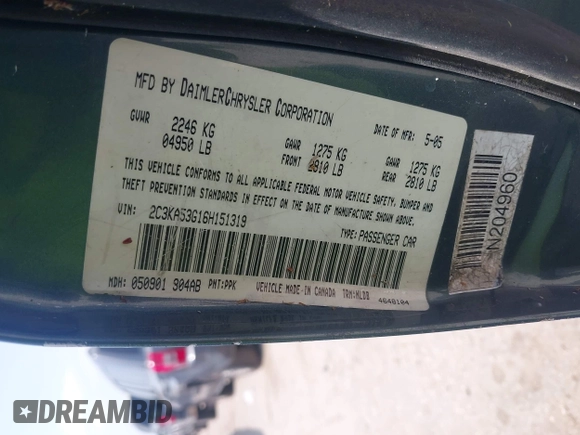 MFD BY DAIMLERCHRYSLER CORPORATION
DATE OF MFR: 5-05
GVWR 2246 KG 04950 LB
GAWR FRONT 1275 KG 2810 LB
GAWR REAR 1275 KG 2810 LB
THIS VEHICLE CONFORMS TO ALL APPLICABLE FEDERAL MOTOR VEHICLE SAFETY, BUMPER AND
THEFT PREVENTION STANDARDS IN EFFECT ON THE DATE OF MANUFACTURE SHOWN ABOVE.
VIN: 2C3KA53G16H151319
TYPE: PASSENGER CAR
MDH: 050901 904AB PNT: PPK
VEHICLE MADE IN CANADA TRM: MLDB
4648104
N204960
DREAMBID